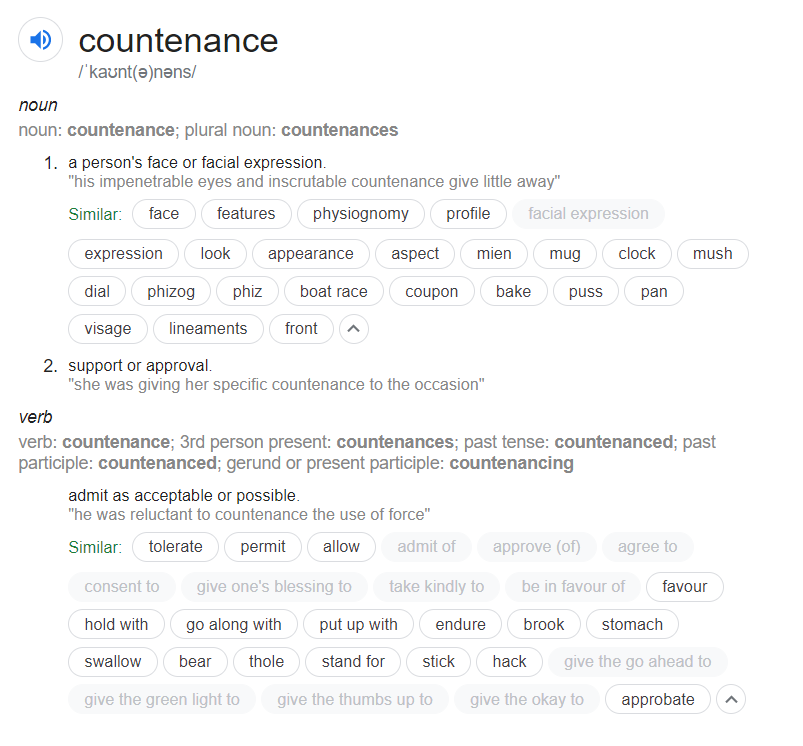 countenance
/ˈkaʊnt(ə)nəns/
noun
noun: countenance; plural noun: countenances
1. a person's face or facial expression.
"his impenetrable eyes and inscrutable countenance give little away"
Similar: face features physiognomy profile facial expression
expression look appearance aspect mien mug clock mush
dial phizog phiz boat race coupon bake puss pan
visage lineaments front
2. support or approval.
"she was giving her specific countenance to the occasion"
verb
verb: countenance; 3rd person present: countenances; past tense: countenanced; past
participle: countenanced; gerund or present participle: countenancing
admit as acceptable or possible.
"he was reluctant to countenance the use of force"
Similar: tolerate permit allow admit of approve (of) agree to
consent to give one's blessing to take kindly to be in favour of favour
hold with go along with put up with endure brook stomach
swallow bear thole stand for stick hack give the go ahead to
give the green light to give the thumbs up to give the okay to approbate